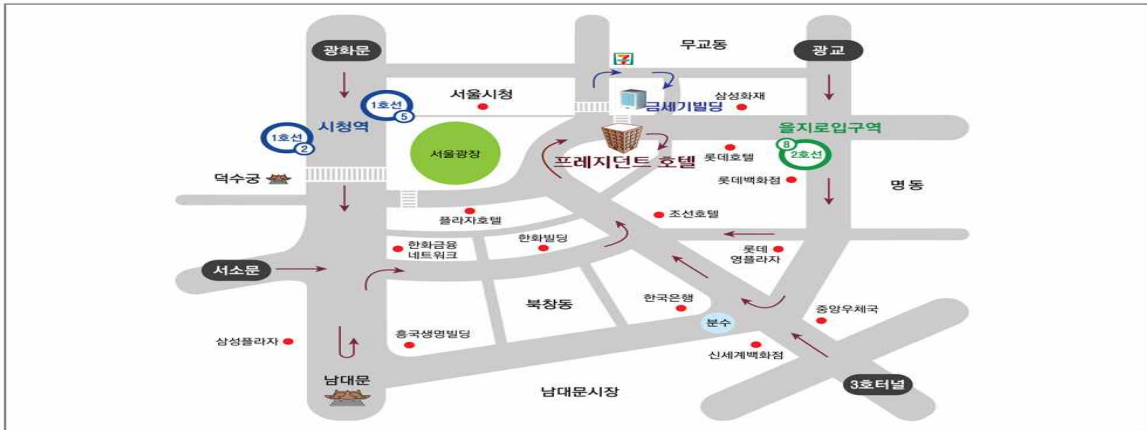 광화문
무교동
광교
7
서울시청
삼성화재
금세기빌딩
1호선
5
시청역
1호선
2
을지로입구역
8
2호선
서울광장
프레지던트 호텔
롯데호텔
롯데백화점
명동
덕수궁
플라자호텔
조선호텔
한화금융
네트워크
한화빌딩
롯데
영플라자
서소문
북창동
한국은행
분수
중앙우체국
삼성플라자
흥국생명빌딩
신세계백화점
남대문
남대문시장
3호터널